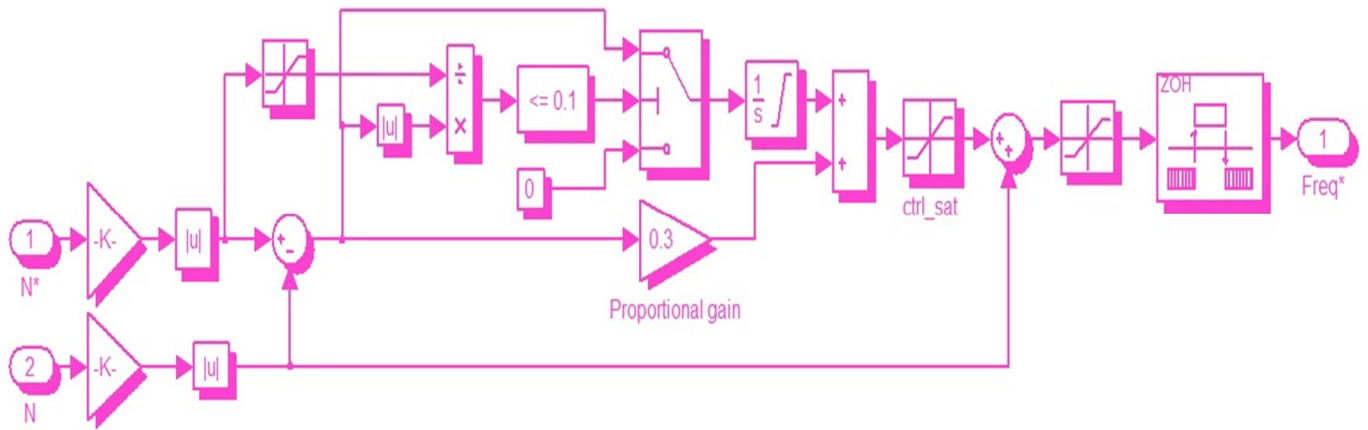 ZOH
÷
×
<= 0.1
1
s
+
+
|u|
0
ctrl_sat
+
+
1
Freq*
1
N*
-K-
|u|
+
-
0.3
Proportional gain
2
N
-K-
|u|